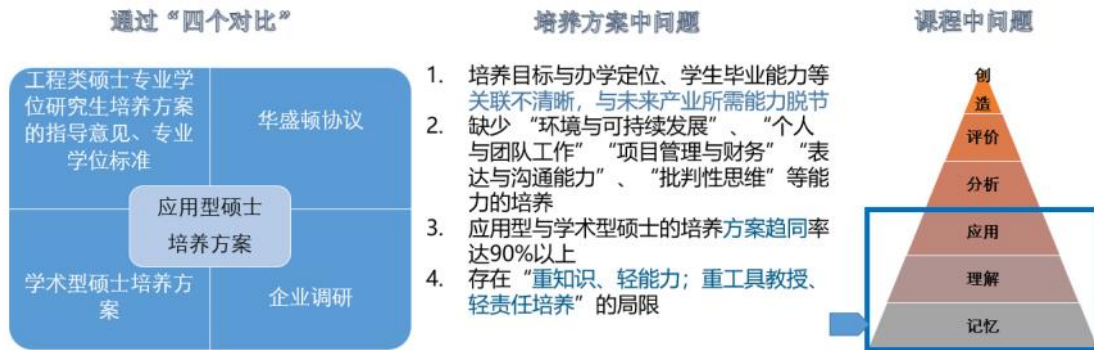 通过“四个对比”
工程类硕士专业学
位研究生培养方案
的指导意见、专业
学位标准
华盛顿协议
应用型硕士
培养方案
学术型硕士培养方
案
企业调研
培养方案中问题
1. 培养目标与办学定位、学生毕业能力等
关联不清晰，与未来产业所需能力脱节
2. 缺少 “环境与可持续发展”、“个人
与团队工作” “项目管理与财务” “表
达与沟通能力”、“批判性思维”等能
力的培养
3. 应用型与学术型硕士的培养方案趋同率
达90%以上
4. 存在“重知识、轻能力；重工具教授、
轻责任培养”的局限
课程中问题
创
造
评价
分析
应用
理解
记忆